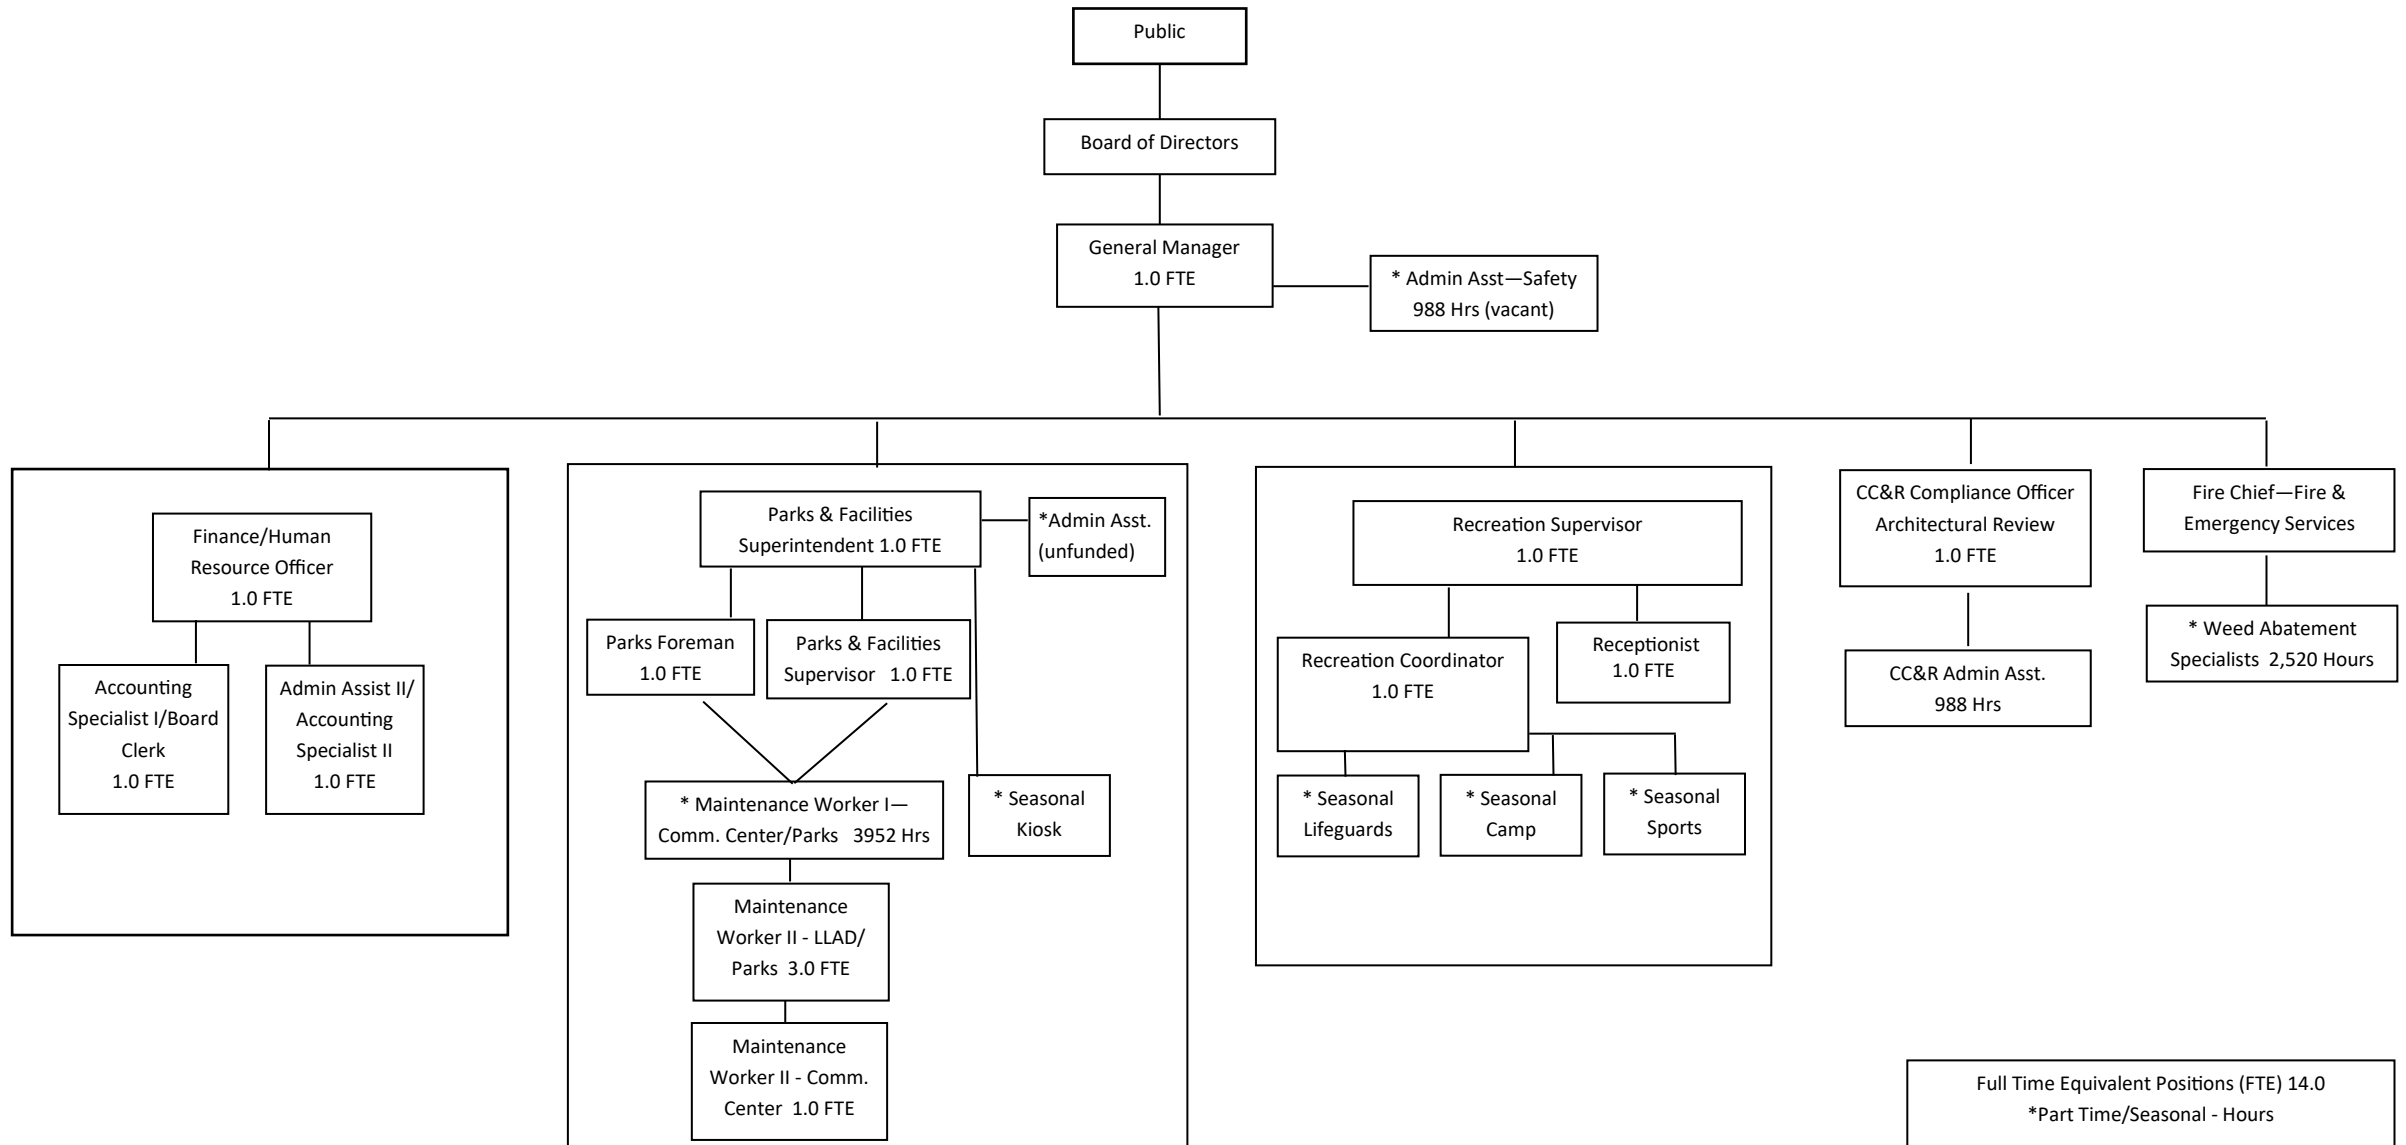 Public
Board of Directors
General Manager
1.0 FTE
* Admin Asst—Safety
988 Hrs (vacant)
Finance/Human
Resource Officer
1.0 FTE
Accounting
Specialist I/Board
Clerk
1.0 FTE
Admin Assist II/
Accounting
Specialist II
1.0 FTE
Parks & Facilities
Superintendent 1.0 FTE
*Admin Asst.
(unfunded)
Parks Foreman
1.0 FTE
Parks & Facilities
Supervisor 1.0 FTE
* Maintenance Worker I—
Comm. Center/Parks 3952 Hrs
* Seasonal
Kiosk
Maintenance
Worker II - LLAD/
Parks 3.0 FTE
Maintenance
Worker II - Comm.
Center 1.0 FTE
Recreation Supervisor
1.0 FTE
Recreation Coordinator
1.0 FTE
Receptionist
1.0 FTE
* Seasonal
Lifeguards
* Seasonal
Camp
* Seasonal
Sports
CC&R Compliance Officer
Architectural Review
1.0 FTE
CC&R Admin Asst.
988 Hrs
Fire Chief—Fire &
Emergency Services
* Weed Abatement
Specialists 2,520 Hours
Full Time Equivalent Positions (FTE) 14.0
*Part Time/Seasonal - Hours